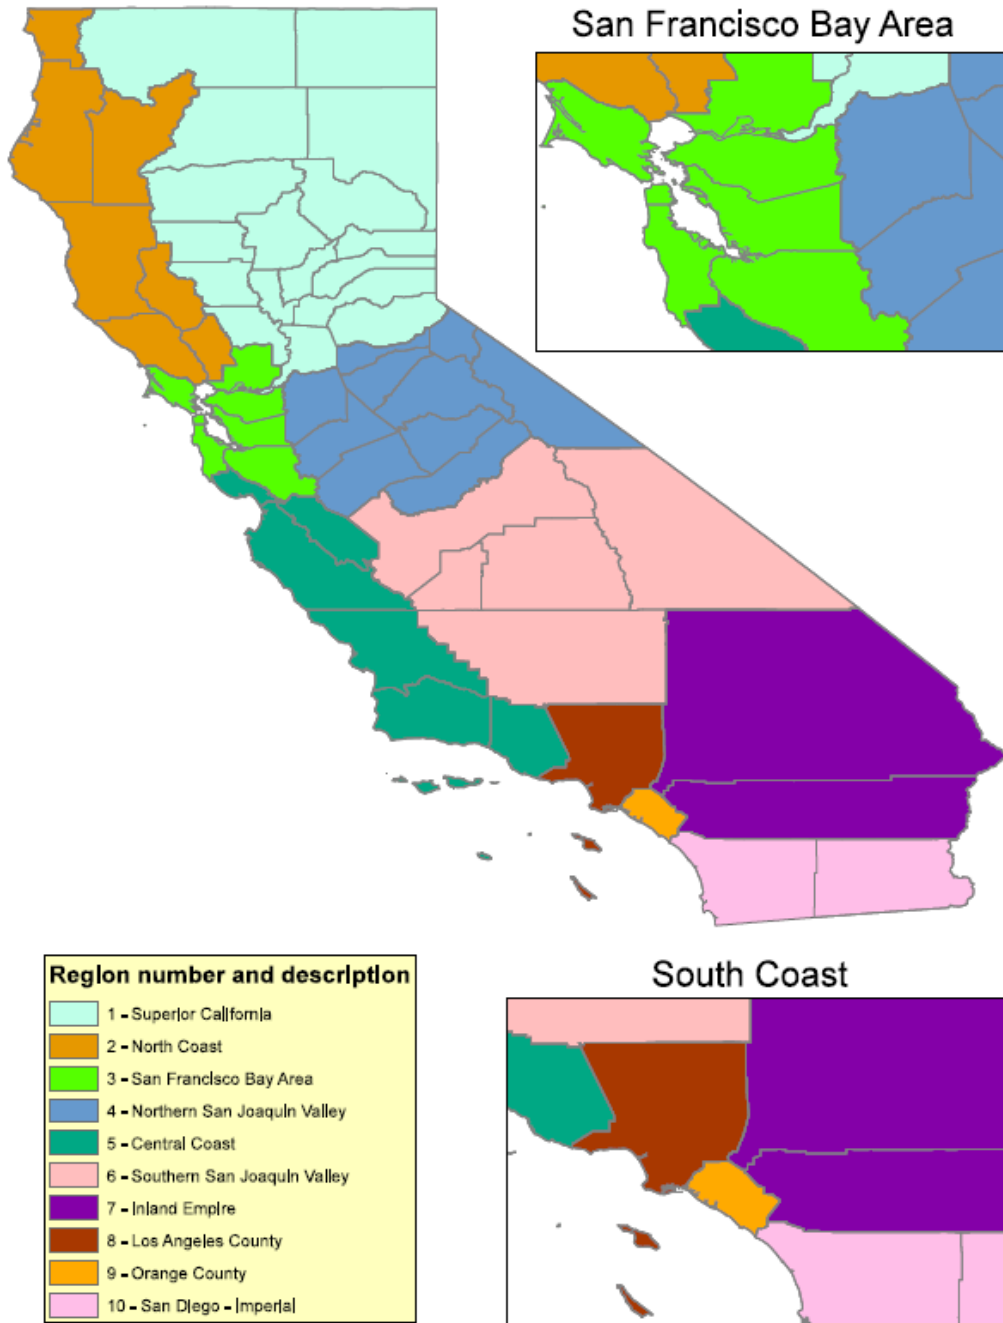 San Francisco Bay Area
Region number and description
1 - Superior California
2 - North Coast
3 - San Francisco Bay Area
4 - Northern San Joaquin Valley
5 - Central Coast
6 - Southern San Joaquin Valley
7 - Inland Empire
8 - Los Angeles County
9 - Orange County
10 - San Diego - Imperial
South Coast